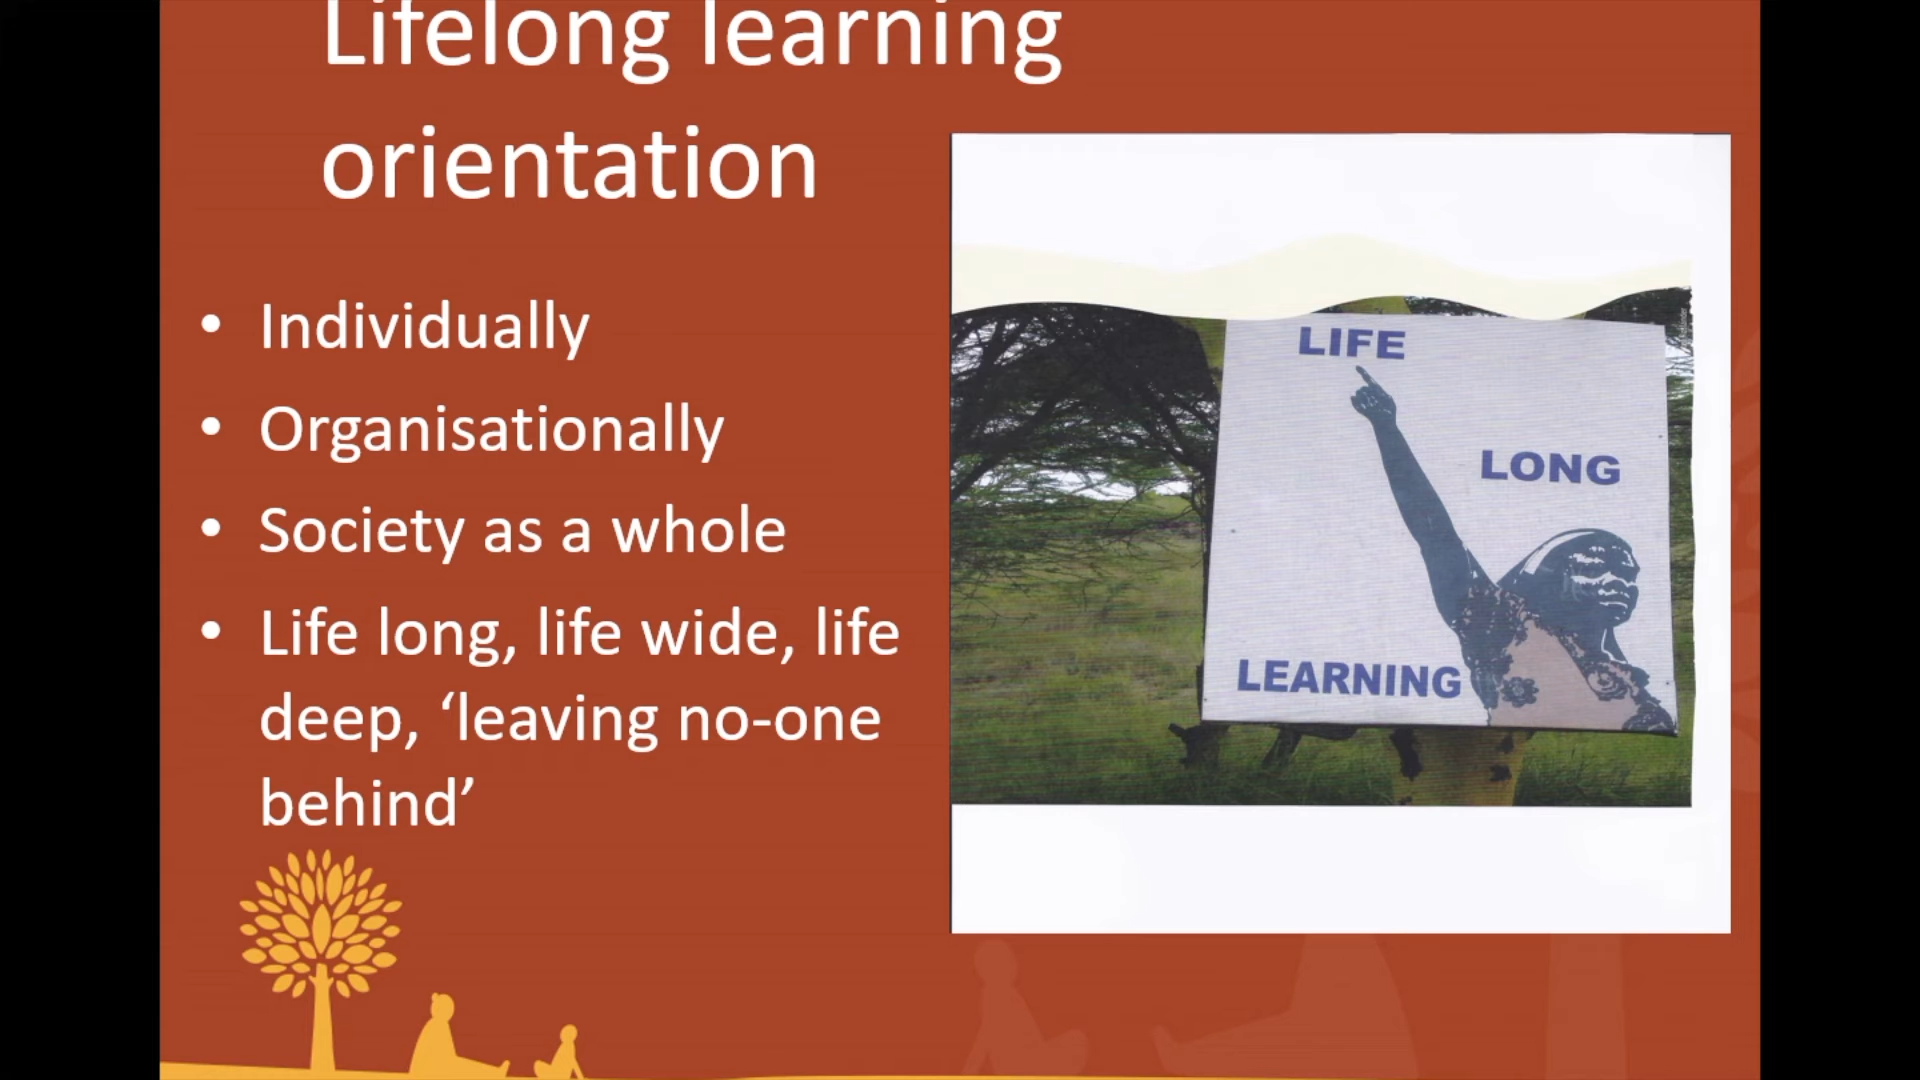 Lifelong learning
orientation
• Individually
• Organisationally
• Society as a whole
• Life long, life wide, life
deep, ‘leaving no-one
behind’
LIFE
LONG
LEARNING